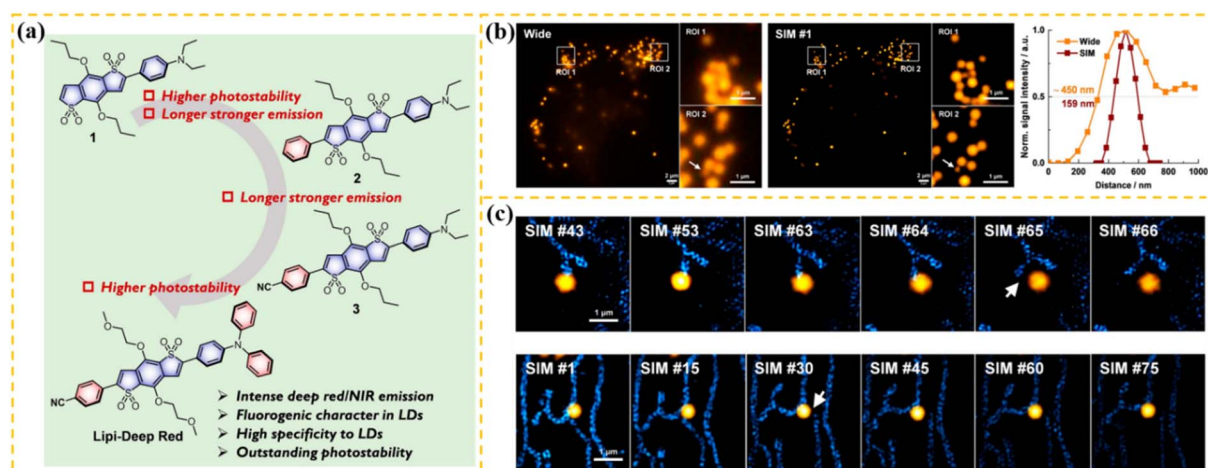 (a)
O
O O
S
N
S
O O
O
1
Higher photostability
Longer stronger emission
O
O O
S
N
S
O O
O
2
Longer stronger emission
O
O O
S
N
NC
S
O O
O
3
Higher photostability
O
O
O O
S
N
NC
S
O O
O
O
Lipi-Deep Red
➢ Intense deep red/NIR emission
➢ Fluorogenic character in LDs
➢ High specificity to LDs
➢ Outstanding photostability
(b)
Wide
ROI 1
ROI 2
2 μm
ROI 1
1 μm
ROI 2
1 μm
SIM #1
ROI 1
ROI 2
2 μm
ROI 1
1 μm
ROI 2
1 μm
Norm. signal intensity / a.u.
1.0
0.5
0.0
Wide
SIM
~ 450 nm
159 nm
0 200 400 600 800 1000
Distance / nm
(c)
SIM #43
SIM #53
SIM #63
SIM #64
SIM #65
SIM #66
1 μm
SIM #1
SIM #15
SIM #30
SIM #45
SIM #60
SIM #75
1 μm